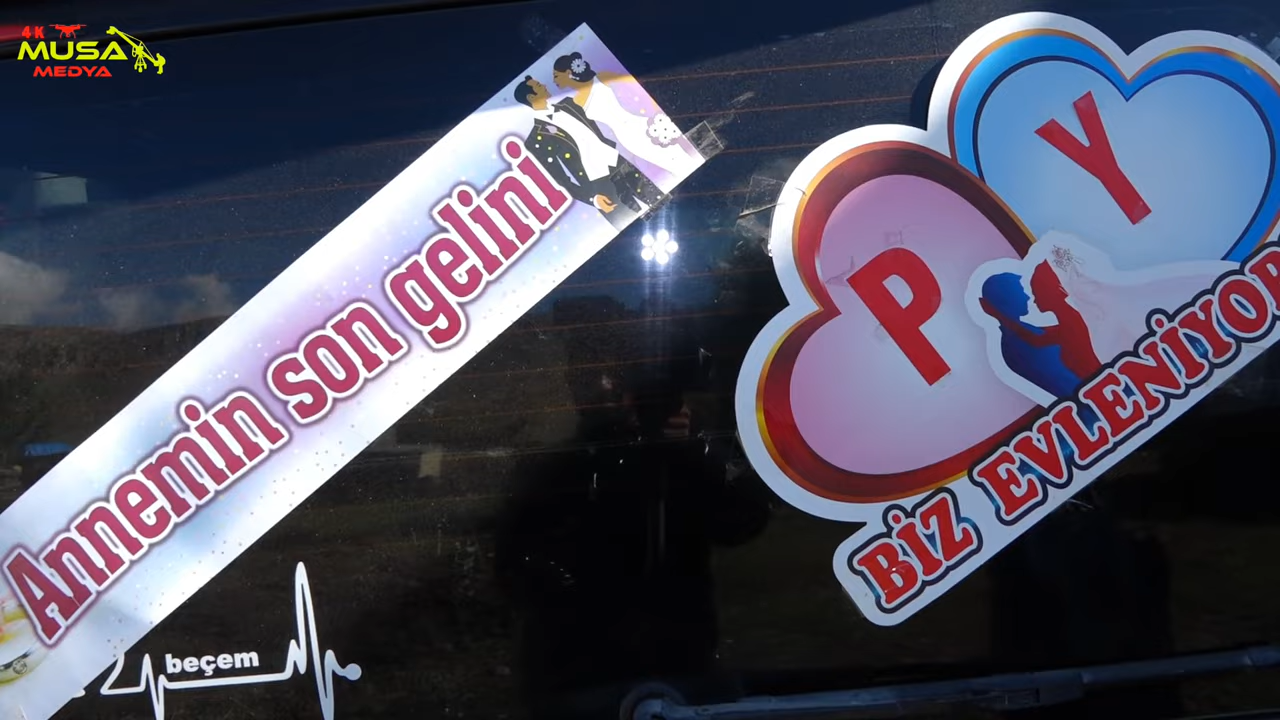 4K
MUSA
MEDYA
Annemin son gelini
P
Y
BİZ EVLENİYOR
beçem